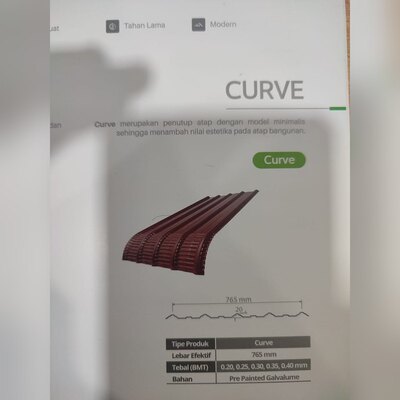 uat
Tahan Lama
Modern
CURVE
dan
Curve merupakan penutup atap dengan model minimalis
sehingga menambah nilai estetika pada atap bangunan.
Curve
765 mm
20
Tipe Produk Curve
Lebar Efektif 765 mm
Tebal (BMT) 0.20, 0.25, 0.30, 0.35, 0.40 mm
Bahan Pre Painted Galvalume